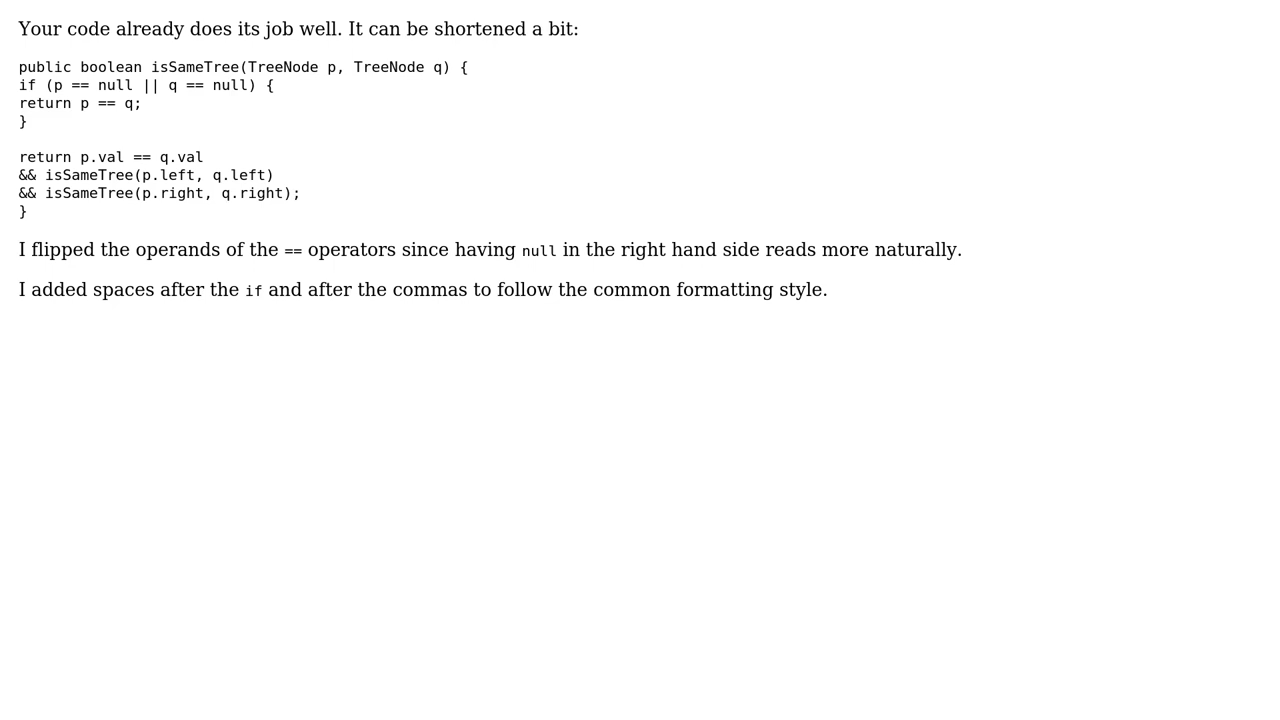 Your code already does its job well. It can be shortened a bit:
public boolean isSameTree(TreeNode p, TreeNode q) {
if (p == null || q == null) {
return p == q;
}
return p.val == q.val
&& isSameTree(p.left, q.left)
&& isSameTree(p.right, q.right);
}
I flipped the operands of the == operators since having null in the right hand side reads more naturally.
I added spaces after the if and after the commas to follow the common formatting style.